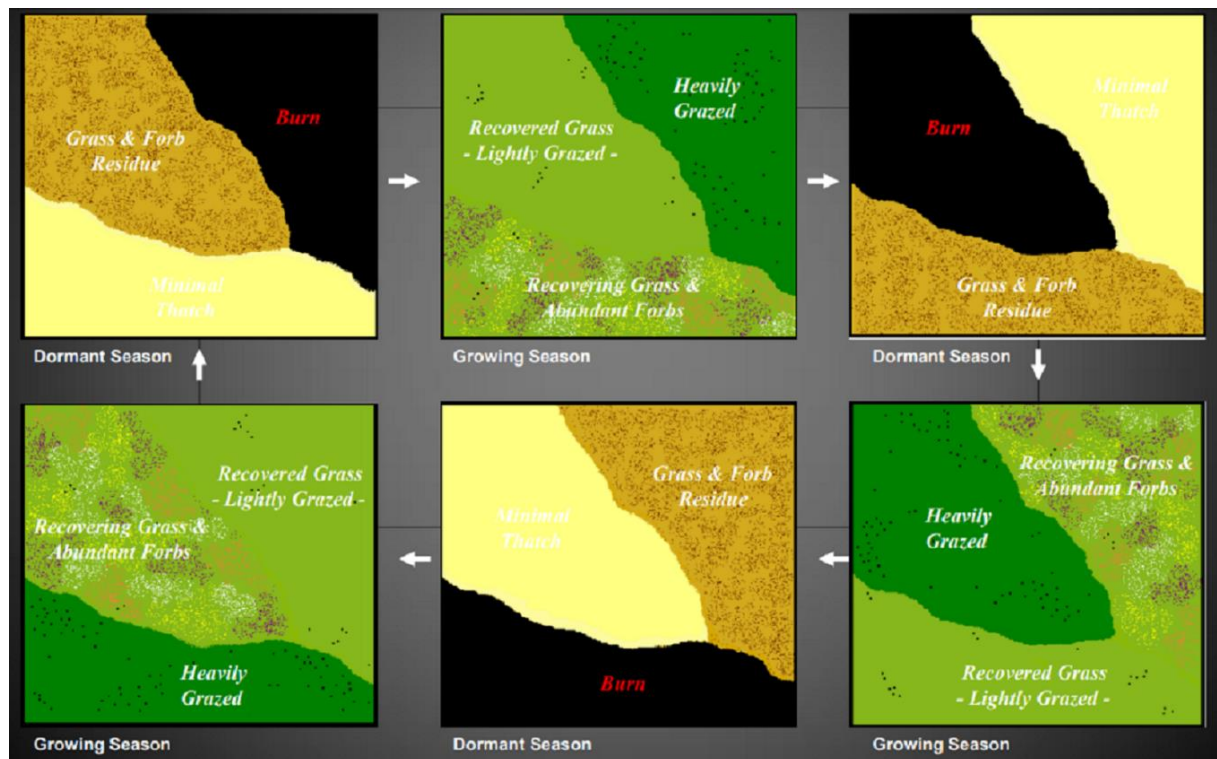 Burn
Grass & Forb
Residue
Minimal
Thatch
Dormant Season
Heavily
Grazed
Recovered Grass
- Lightly Grazed -
Recovering Grass &
Abundant Forbs
Growing Season
Minimal
Thatch
Burn
Grass & Forb
Residue
Dormant Season
Recovered Grass
- Lightly Grazed -
Recovering Grass &
Abundant Forbs
Heavily
Grazed
Growing Season
Grass & Forb
Residue
Minimal
Thatch
Burn
Dormant Season
Recovering Grass &
Abundant Forbs
Heavily
Grazed
Recovered Grass
- Lightly Grazed -
Growing Season